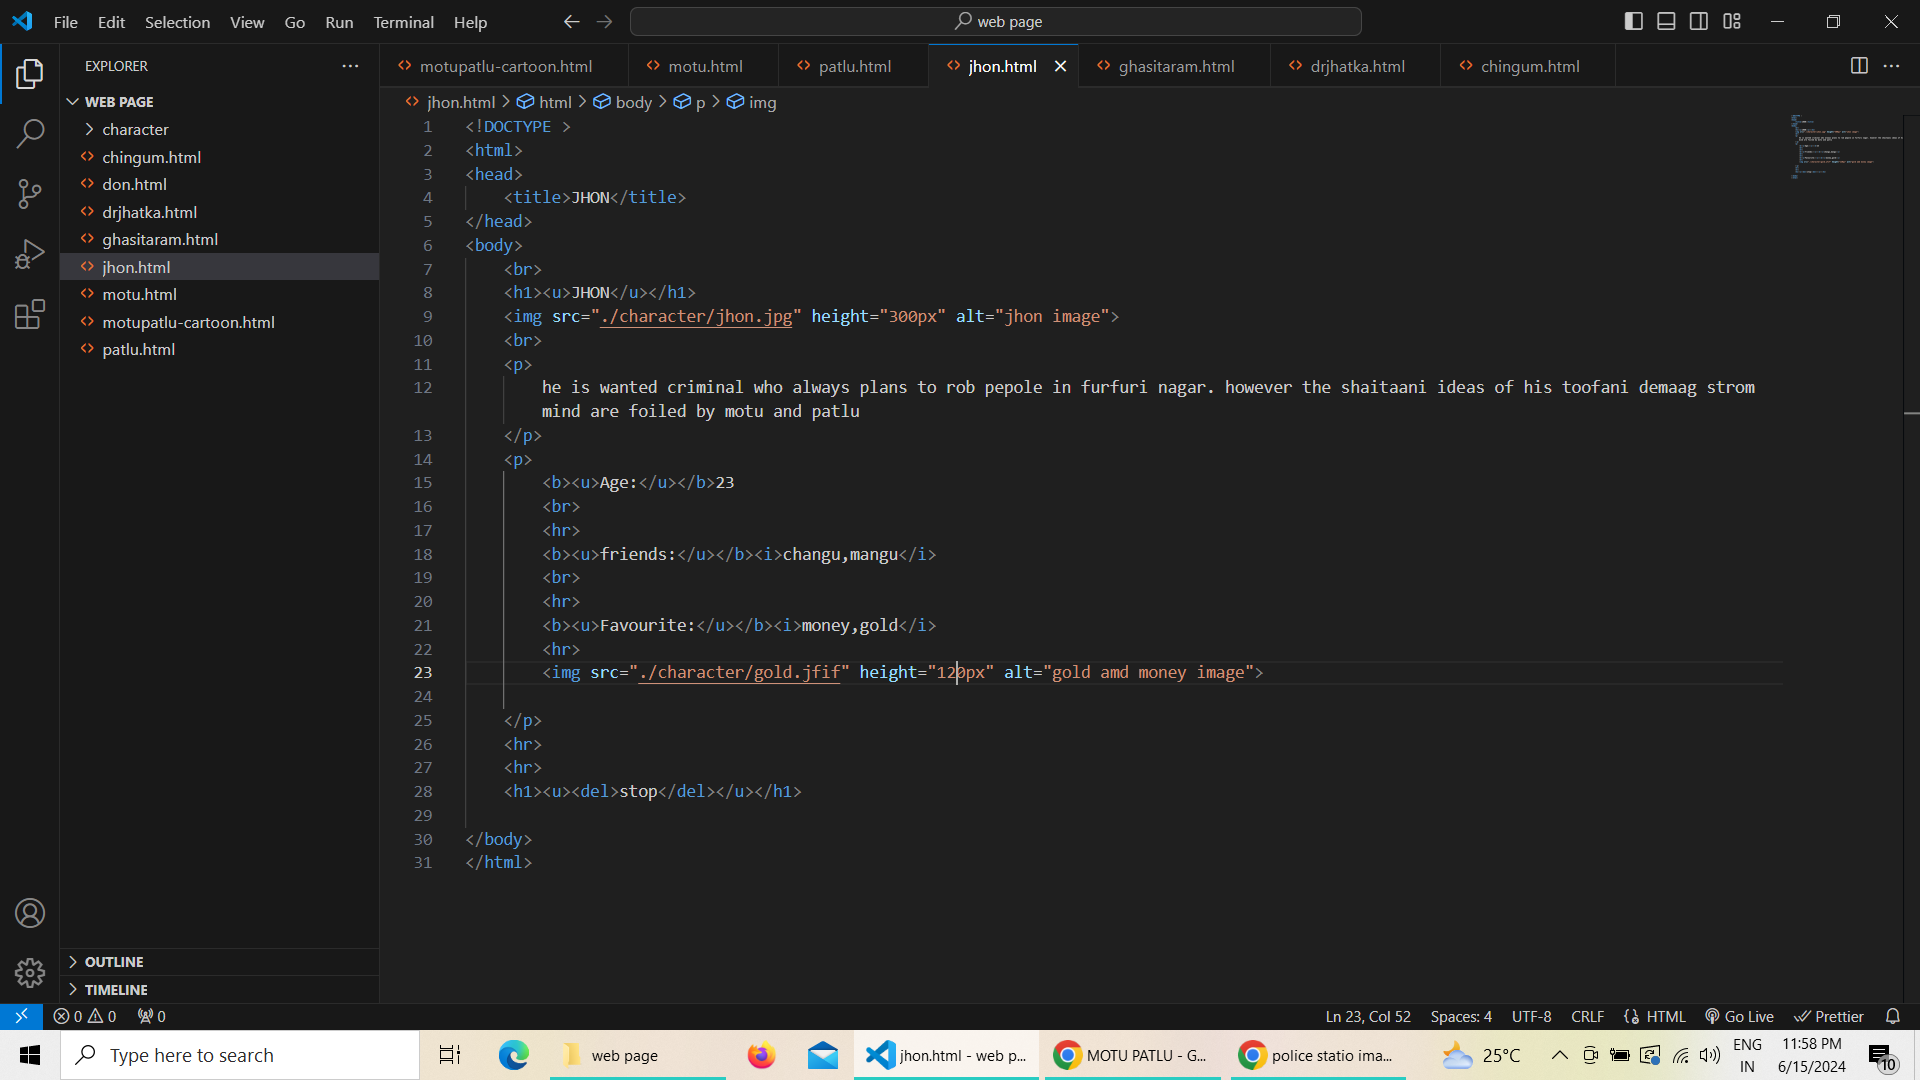 File Edit Selection View Go Run Terminal Help
web page
EXPLORER
WEB PAGE
character
chingum.html
don.html
drjhatka.html
ghasitaram.html
jhon.html
motu.html
motupatlu-cartoon.html
patlu.html
OUTLINE
TIMELINE
motupatlu-cartoon.html motu.html patlu.html jhon.html ghasitaram.html drjhatka.html chingum.html
jhon.html > html > body > p > img
1 <!DOCTYPE >
2 <html>
3 <head>
4 <title>JHON</title>
5 </head>
6 <body>
7 <br>
8 <h1><u>JHON</u></h1>
9 <img src="./character/jhon.jpg" height="300px" alt="jhon image">
10 <br>
11 <p>
12 he is wanted criminal who always plans to rob pepole in furfuri nagar. however the shaitaani ideas of his toofani demaag strom
mind are foiled by motu and patlu
13 </p>
14 <p>
15 <b><u>Age:</u></b>23
16 <br>
17 <hr>
18 <b><u>friends:</u></b><i>changu,mangu</i>
19 <br>
20 <hr>
21 <b><u>Favourite:</u></b><i>money,gold</i>
22 <hr>
23 <img src="./character/gold.jfif" height="120px" alt="gold amd money image">
24
25 </p>
26 <hr>
27 <hr>
28 <h1><u><del>stop</del></u></h1>
29
30 </body>
31 </html>
0 0 0
Ln 23, Col 52 Spaces: 4 UTF-8 CRLF HTML Go Live Prettier
Type here to search
web page
jhon.html - web p...
MOTU PATLU - G...
police statio ima...
25°C
ENG
IN
11:58 PM
6/15/2024
10